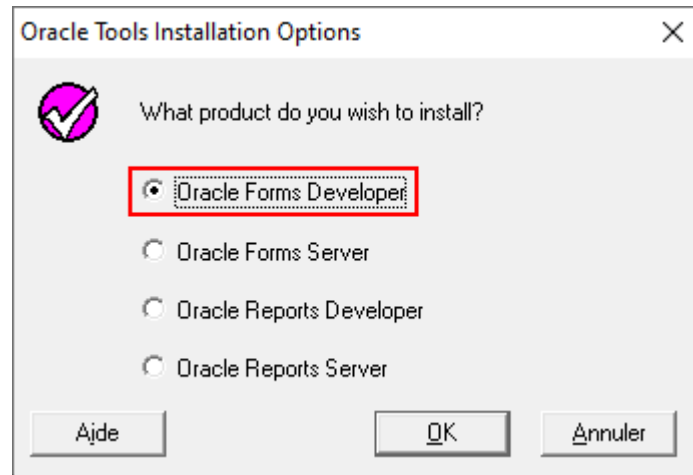 Oracle Tools Installation Options
What product do you wish to install?
Oracle Forms Developer
Oracle Forms Server
Oracle Reports Developer
Oracle Reports Server
Aide OK Annuler